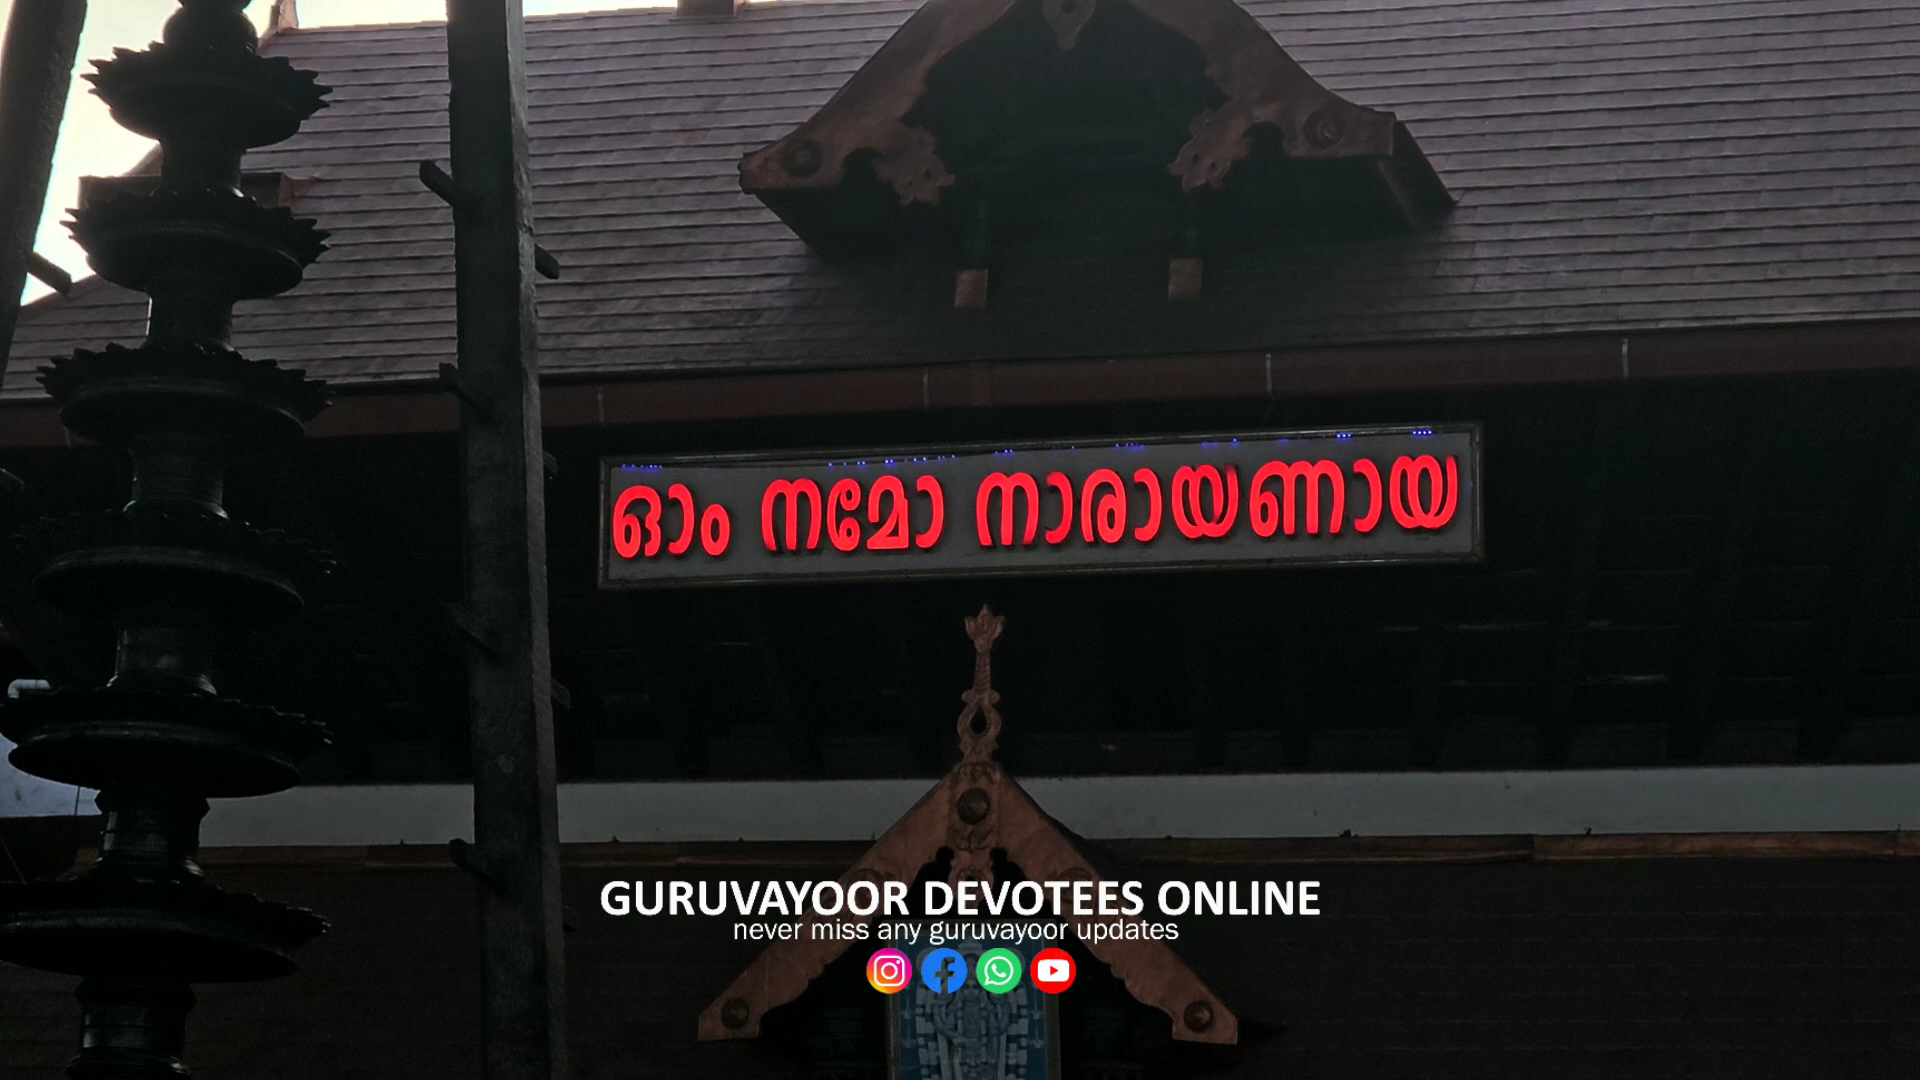 ഓം നമോ നാരായണായ
GURUVAYOOR DEVOTEES ONLINE
never miss any guruvayoor updates